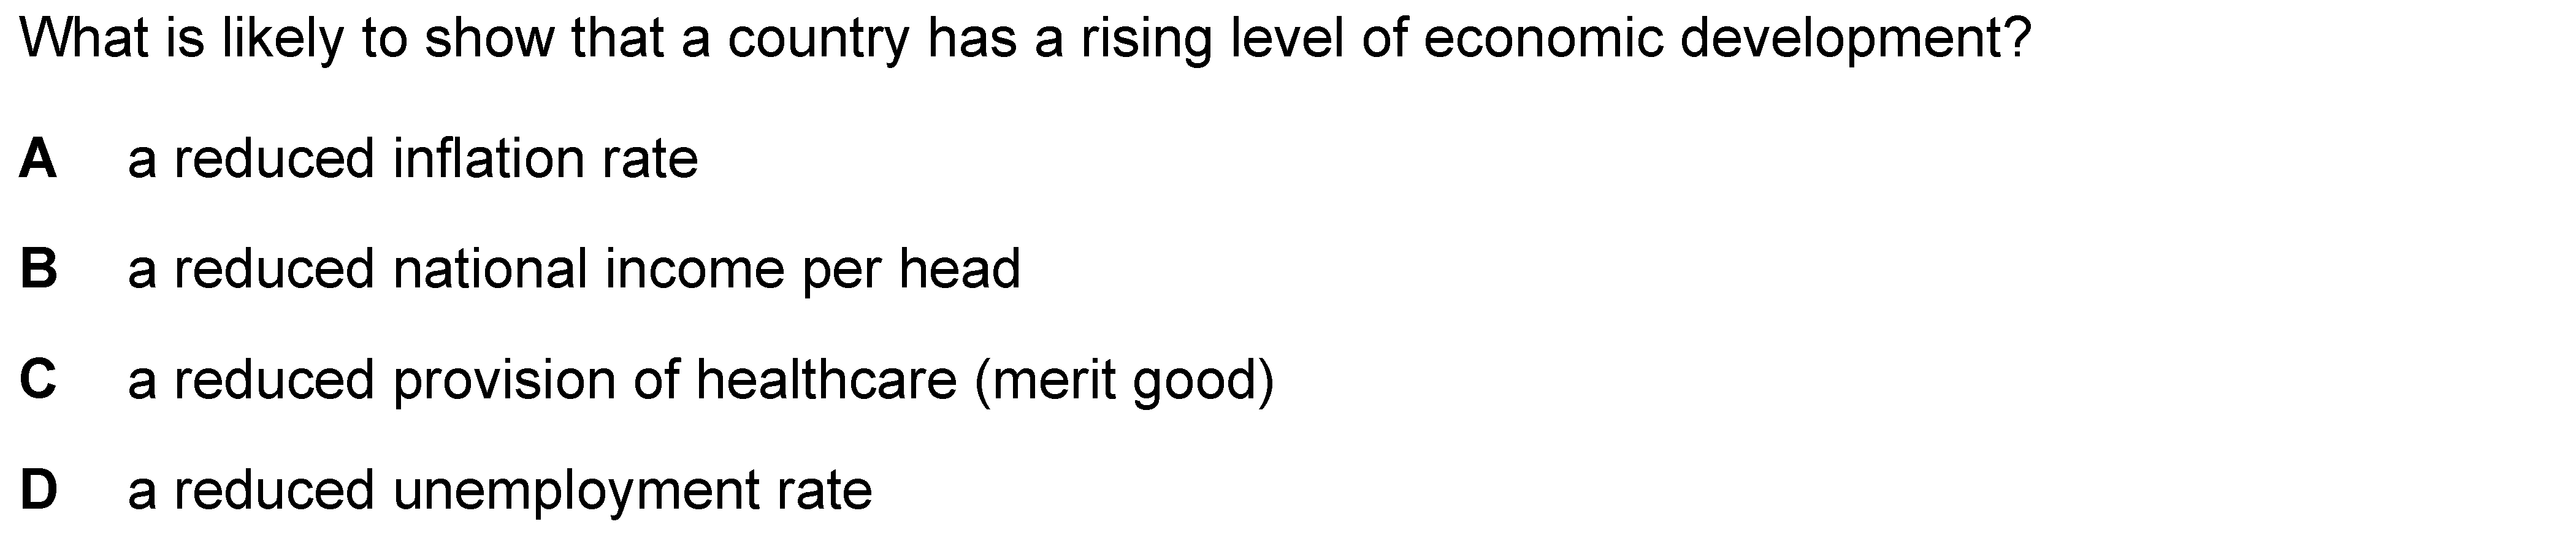 What is likely to show that a country has a rising level of economic development?
A a reduced inflation rate
B a reduced national income per head
C a reduced provision of healthcare (merit good)
D a reduced unemployment rate